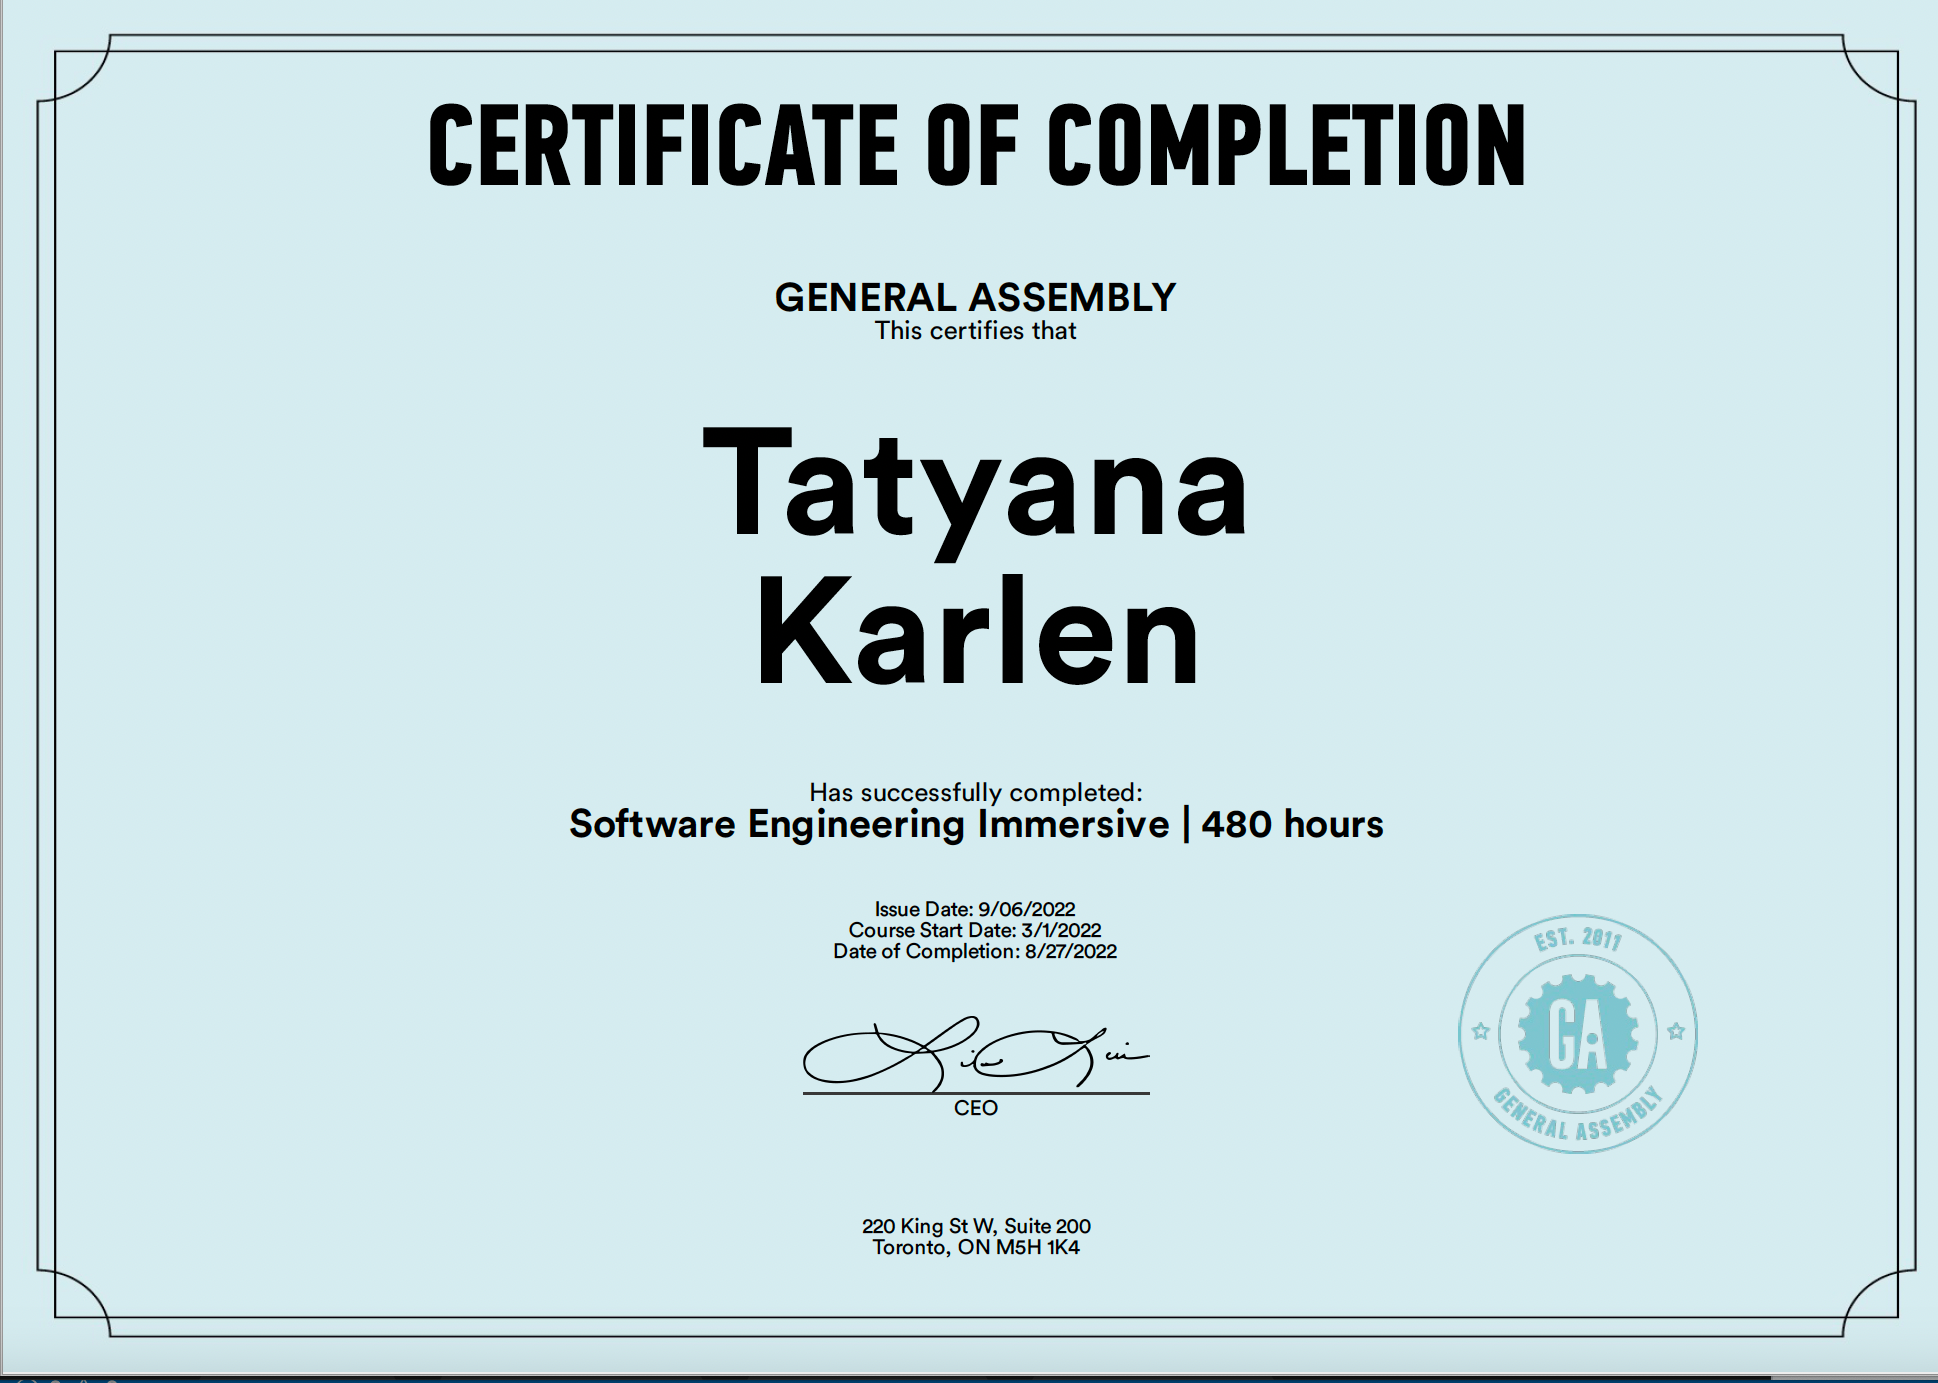 CERTIFICATE OF COMPLETION
GENERAL ASSEMBLY
This certifies that
Tatyana
Karlen
Has successfully completed:
Software Engineering Immersive | 480 hours
Issue Date: 9/06/2022
Course Start Date: 3/1/2022
Date of Completion: 8/27/2022
CEO
EST. 2011
GA
GENERAL ASSEMBLY
220 King St W, Suite 200
Toronto, ON M5H 1K4